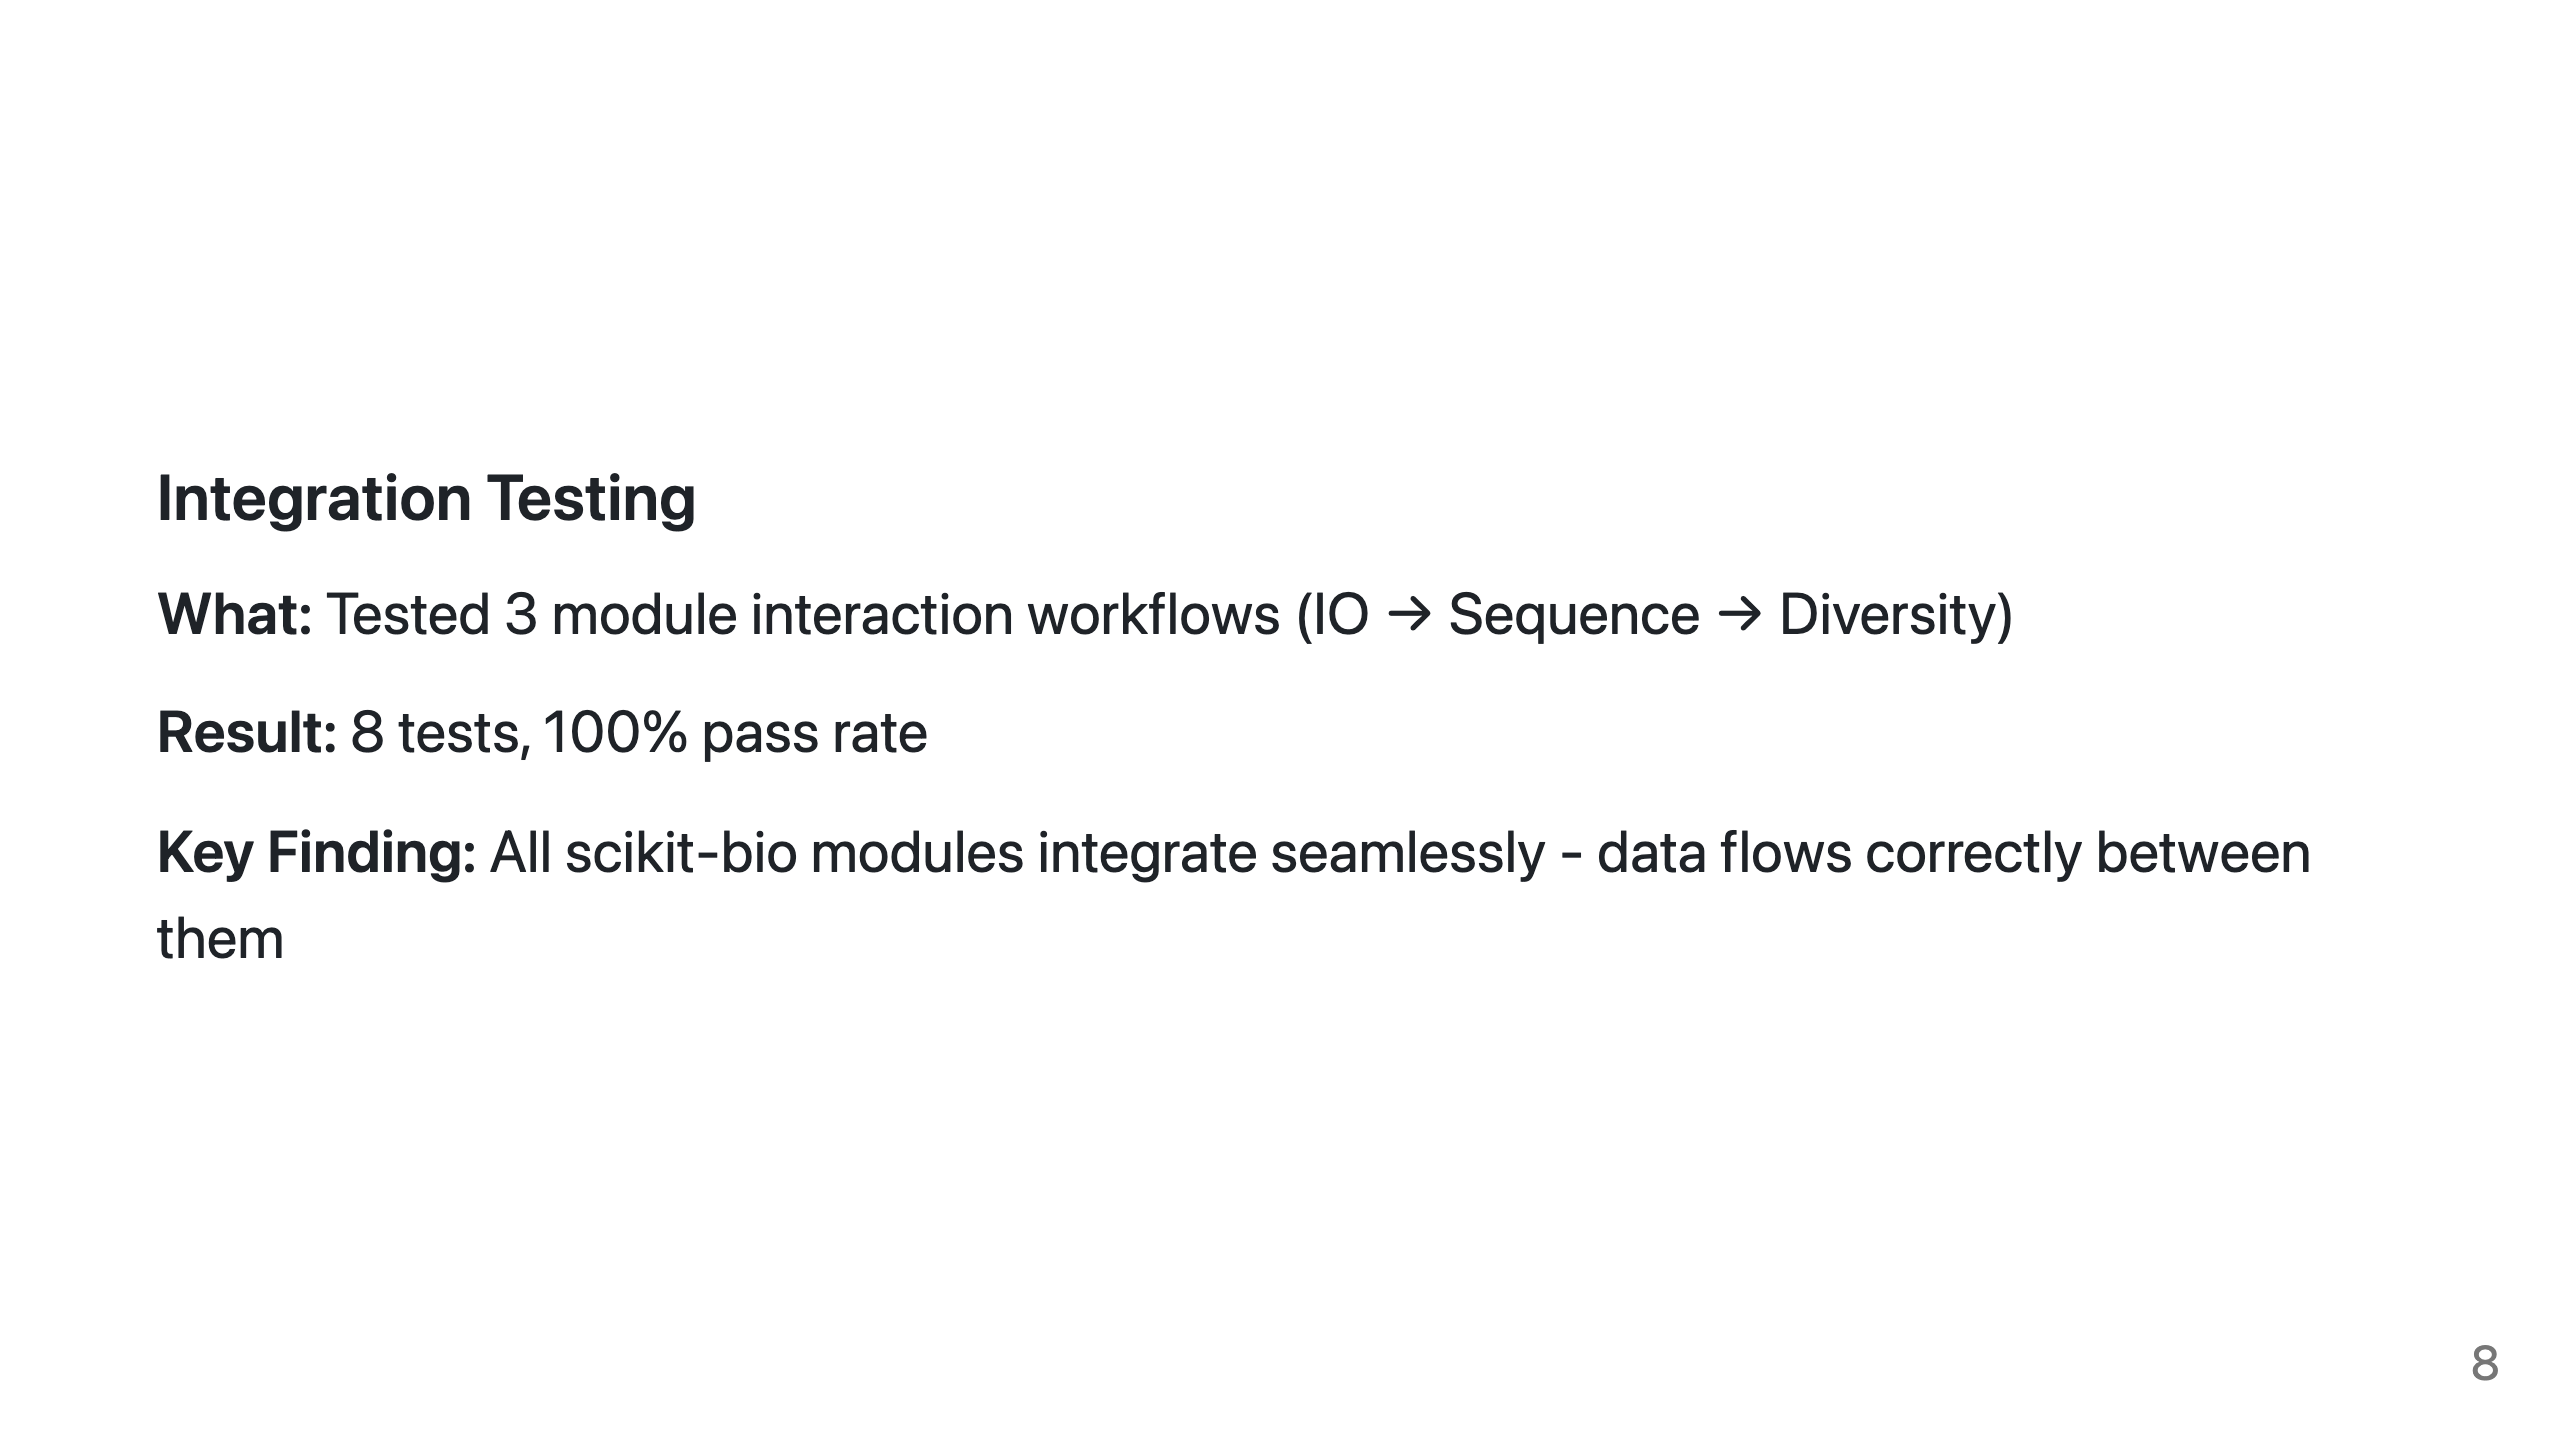 Integration Testing
What: Tested 3 module interaction workflows (IO → Sequence → Diversity)
Result: 8 tests, 100% pass rate
Key Finding: All scikit-bio modules integrate seamlessly - data flows correctly between
them
8